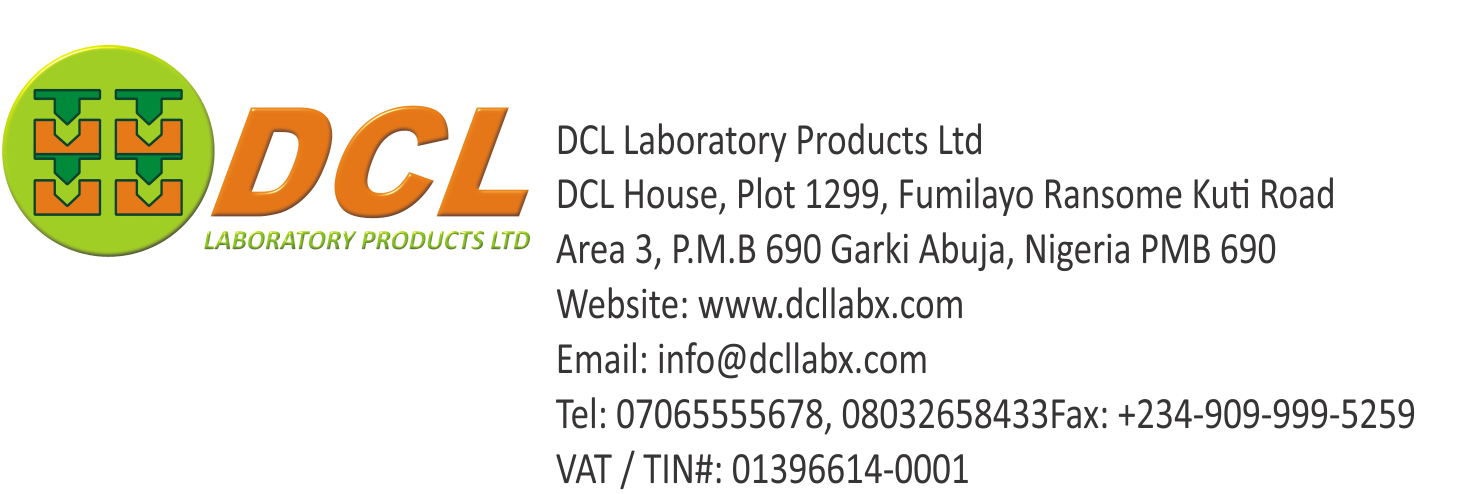 DCL
LABORATORY PRODUCTS LTD
DCL Laboratory Products Ltd
DCL House, Plot 1299, Fumilayo Ransome Kuti Road
Area 3, P.M.B 690 Garki Abuja, Nigeria PMB 690
Website: www.dcllabx.com
Email: info@dcllabx.com
Tel: 07065555678, 08032658433Fax: +234-909-999-5259
VAT / TIN#: 01396614-0001